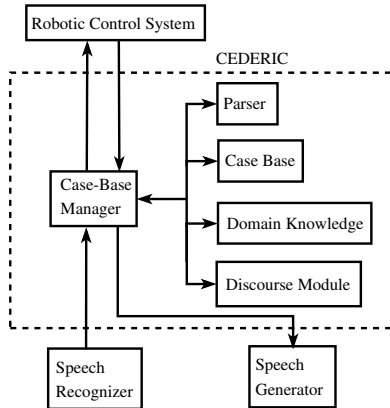 Robotic Control System
CEDERIC
Parser
Case Base
Case-Base
Manager
Domain Knowledge
Discourse Module
Speech
Recognizer
Speech
Generator